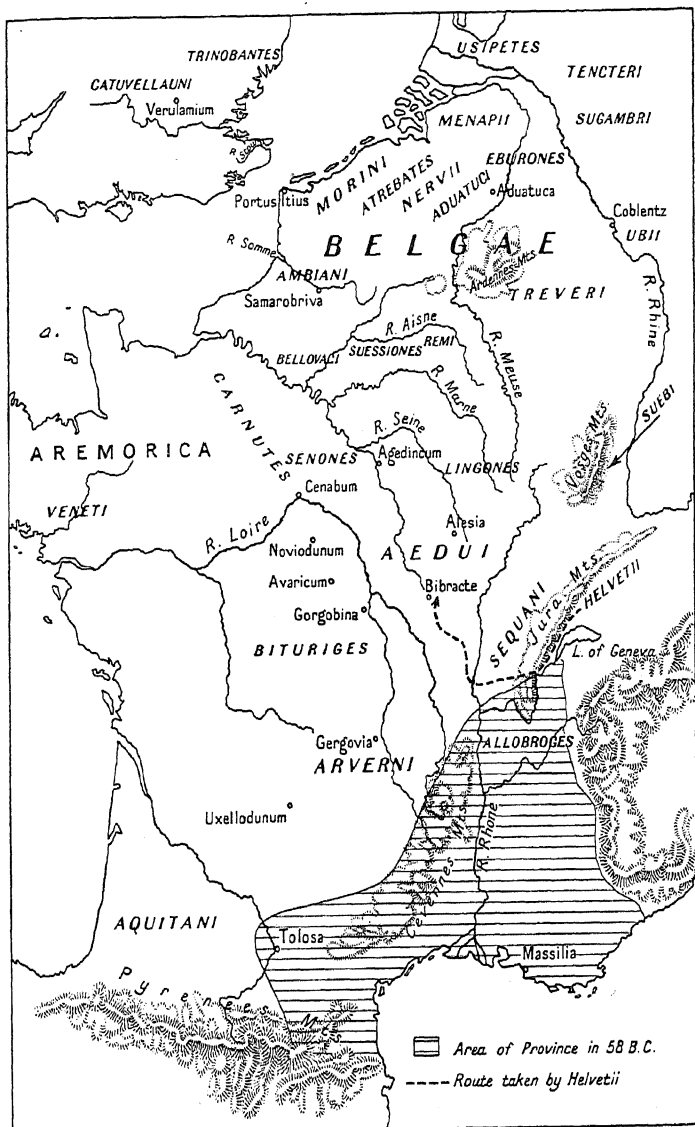 USIPETES
TRINOBANTES
TENCTERI
CATUVELLAUNI
Verulamium
SUGAMBRI
MENAPII
R. Stour
EBURONES
MORINI
ATREBATES
NERVII
ADUATUCI
Aduatuca
Portus Itius
Coblentz
UBII
R. Somme
BELGAE
AMBIANI
Ardennes Mts.
Samarobriva
TREVERI
R. Rhine
R. Aisne
BELLOVACI
SUESSIONES
REMI
R. Meuse
R. Marne
CARNUTES
SUEBI
Vosges Mts.
R. Seine
AREMORICA
SENONES
Agedincum
LINGONES
Cenabum
VENETI
R. Loire
Alesia
Noviodunum
AEDUI
Avaricum
Bibracte
Jura Mts.
HELVETII
SEQUANI
Gorgobina
BITURIGES
L. of Geneva
Gergovia
ALLOBROGES
ARVERNI
Uxellodunum
Cevennes Mts.
R. Rhone
AQUITANI
Tolosa
Massilia
Pyrenees Mts.
Area of Province in 58 B.C.
Route taken by Helvetii